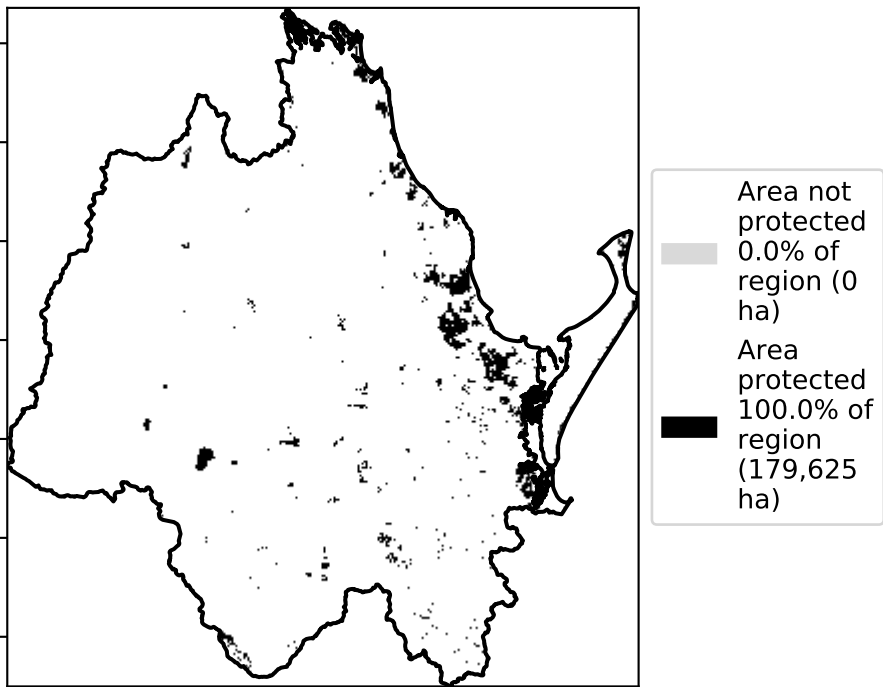 Area not
protected
0.0% of
region (0
ha)
Area
protected
100.0% of
region
(179,625
ha)